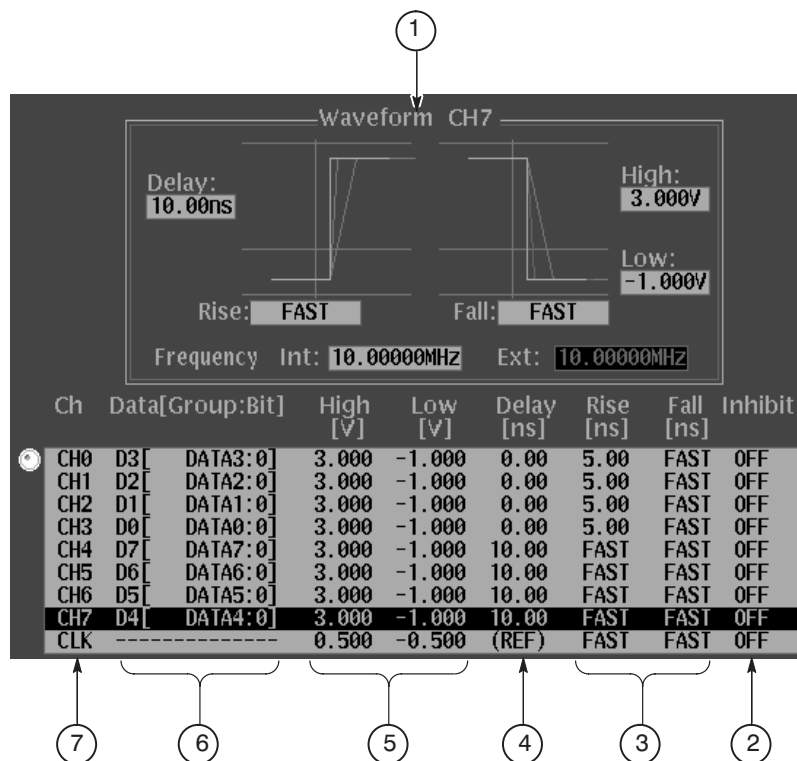 1
Waveform CH7
Delay:
10.00ns
High:
3.000V
Low:
-1.000V
Rise: FAST
Fall: FAST
Frequency Int: 10.00000MHz Ext: 10.00000MHz
Ch Data[Group:Bit] High [V] Low [V] Delay [ns] Rise [ns] Fall [ns] Inhibit
CH0 D3[ DATA3:0] 3.000 -1.000 0.00 5.00 FAST OFF
CH1 D2[ DATA2:0] 3.000 -1.000 0.00 5.00 FAST OFF
CH2 D1[ DATA1:0] 3.000 -1.000 0.00 5.00 FAST OFF
CH3 D0[ DATA0:0] 3.000 -1.000 0.00 5.00 FAST OFF
CH4 D7[ DATA7:0] 3.000 -1.000 10.00 FAST FAST OFF
CH5 D6[ DATA6:0] 3.000 -1.000 10.00 FAST FAST OFF
CH6 D5[ DATA5:0] 3.000 -1.000 10.00 FAST FAST OFF
CH7 D4[ DATA4:0] 3.000 -1.000 10.00 FAST FAST OFF
CLK -------------- 0.500 -0.500 (REF) FAST FAST OFF
7 6 5 4 3 2